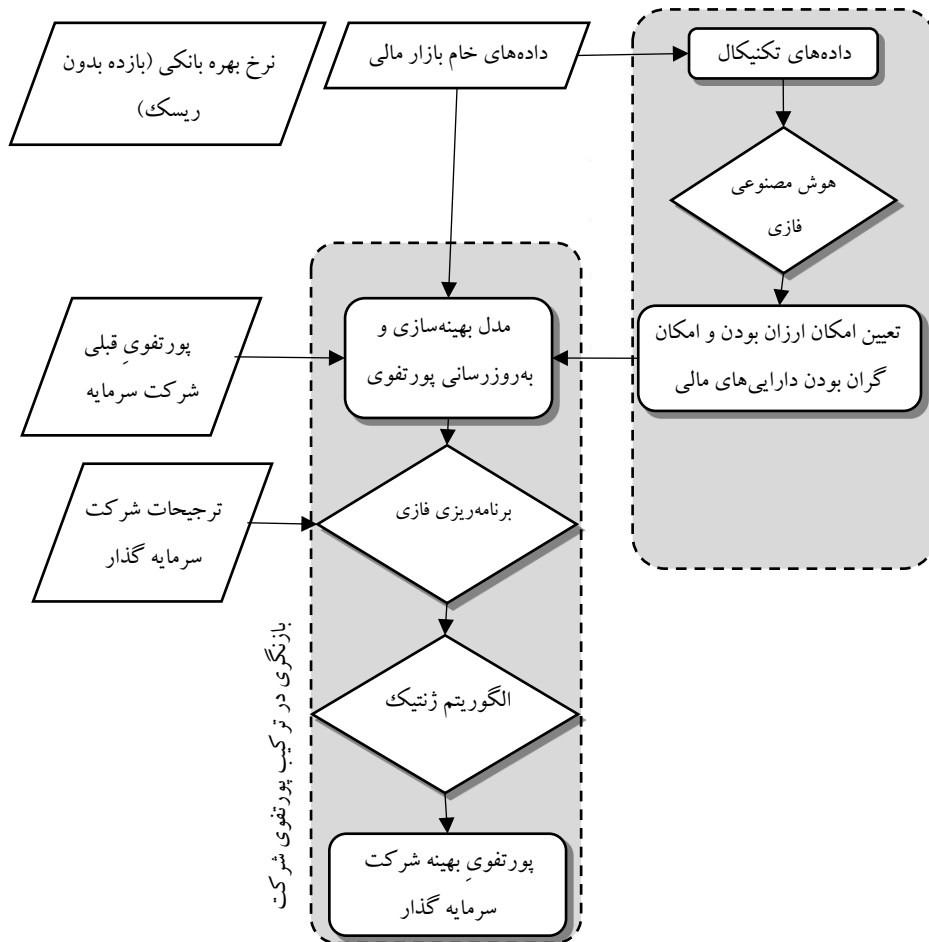 داده‌های تکنیکال
داده‌های خام بازار مالی
نرخ بهره بانکی (بازده بدون
ریسک)
هوش مصنوعی
فازی
تعیین امکان ارزان بودن و امکان
گران بودن دارایی‌های مالی
مدل بهینه‌سازی و
به‌روزرسانی پورتفوی
پورتفویِ قبلی
شرکت سرمایه
برنامه‌ریزی فازی
ترجیحات شرکت
سرمایه گذار
الگوریتم ژنتیک
بازنگری در ترکیب پورتفوی شرکت
پورتفویِ بهینه شرکت
سرمایه گذار